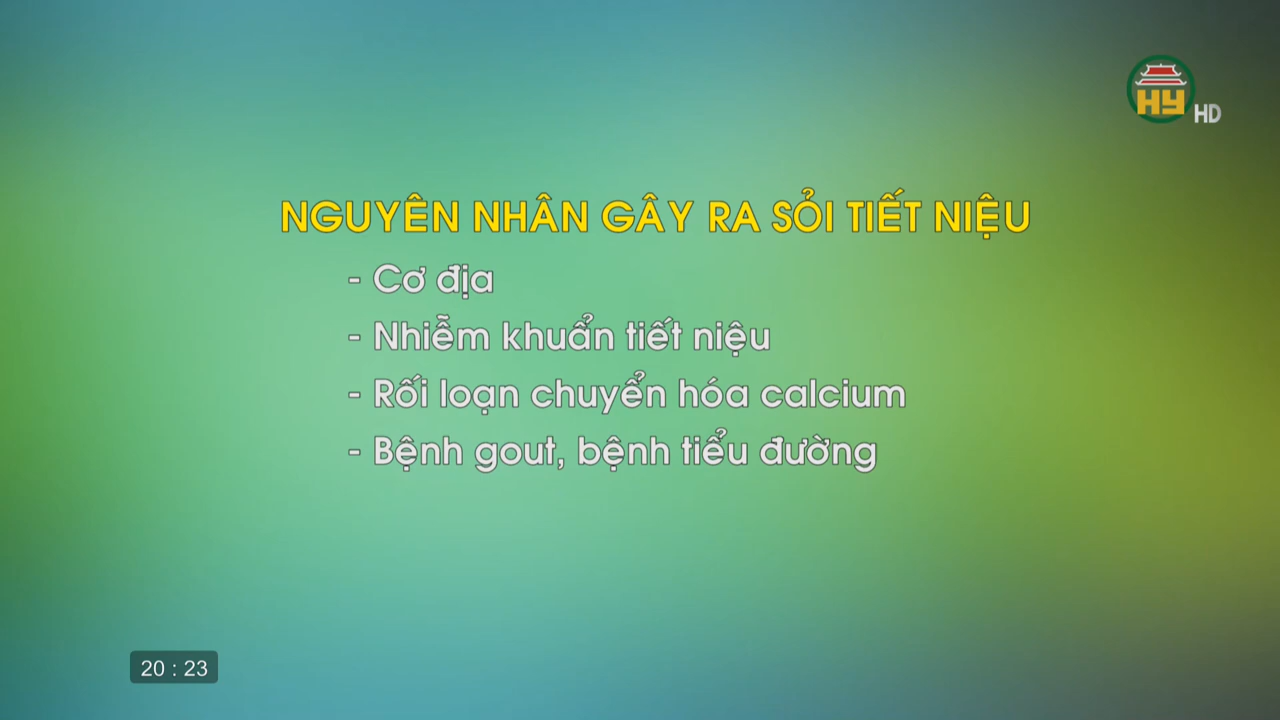 HY HD
NGUYÊN NHÂN GÂY RA SỎI TIẾT NIỆU
- Cơ địa
- Nhiễm khuẩn tiết niệu
- Rối loạn chuyển hóa calcium
- Bệnh gout, bệnh tiểu đường
20 : 23